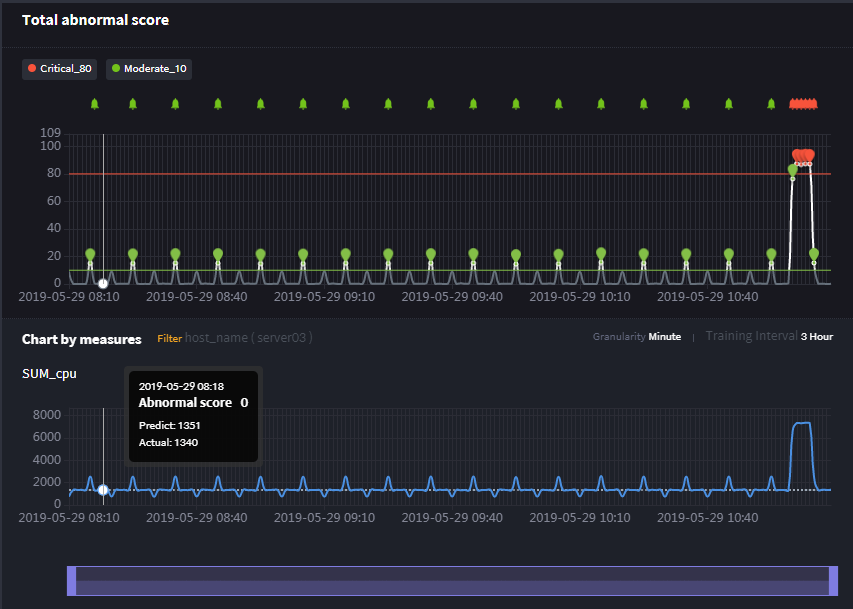 Total abnormal score
Critical_80 Moderate_10
109
100
80
60
40
20
0
2019-05-29 08:10 2019-05-29 08:40 2019-05-29 09:10 2019-05-29 09:40 2019-05-29 10:10 2019-05-29 10:40
Chart by measures Filter host_name ( server03 ) Granularity Minute | Training Interval 3 Hour
SUM_cpu
2019-05-29 08:18
Abnormal score 0
Predict: 1351
Actual: 1340
8000
6000
4000
2000
0
2019-05-29 08:10 2019-05-29 08:40 2019-05-29 09:10 2019-05-29 09:40 2019-05-29 10:10 2019-05-29 10:40